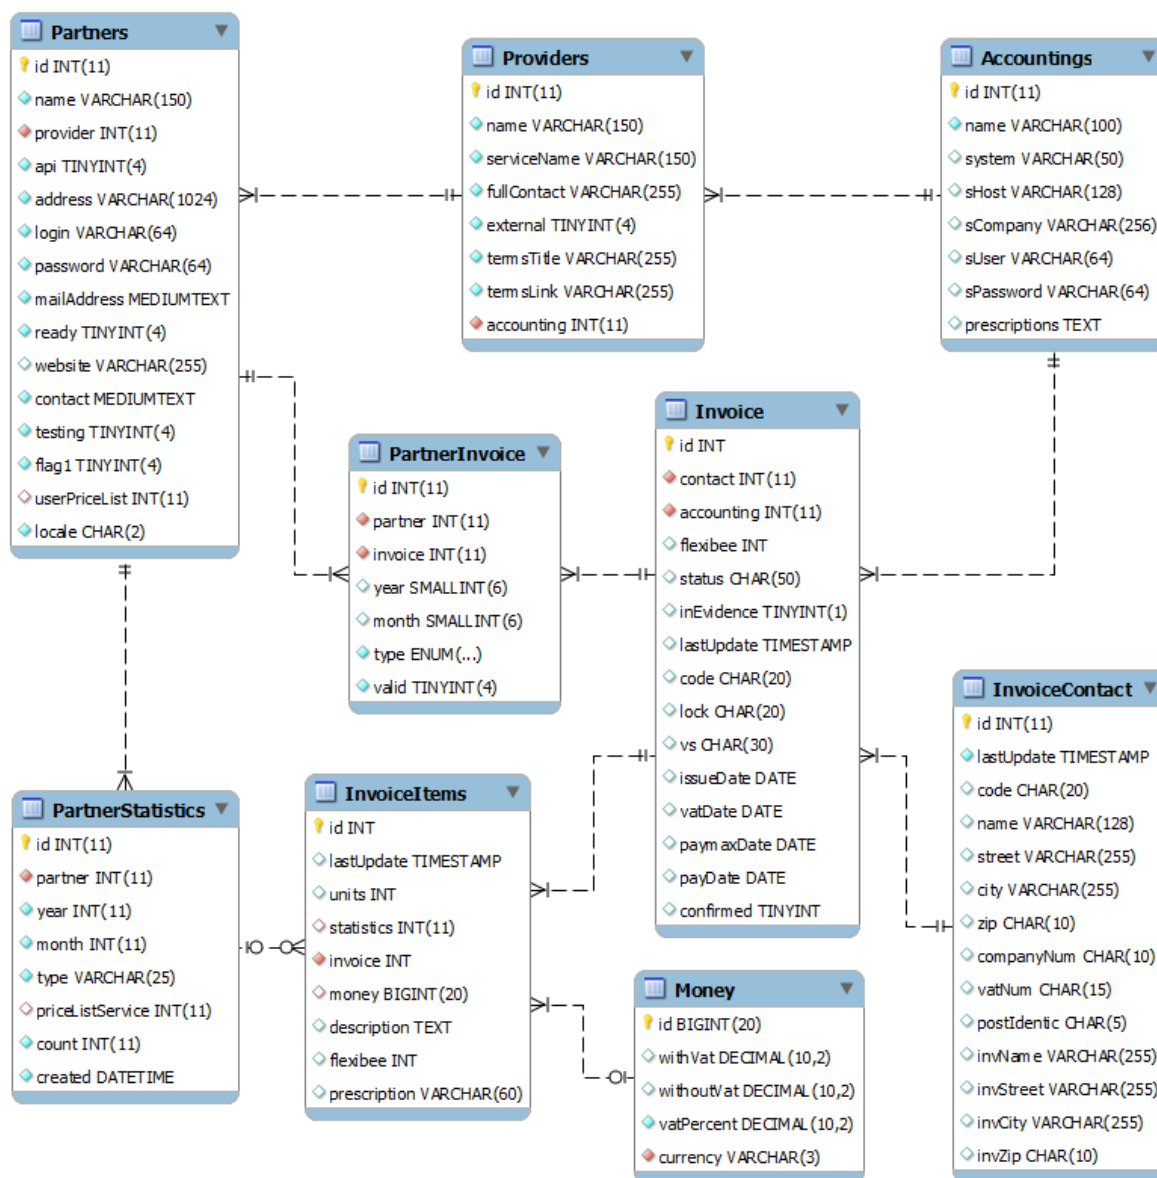 Partners
id INT(11)
name VARCHAR(150)
provider INT(11)
api TINYINT(4)
address VARCHAR(1024)
login VARCHAR(64)
password VARCHAR(64)
mailAddress MEDIUMTEXT
ready TINYINT(4)
website VARCHAR(255)
contact MEDIUMTEXT
testing TINYINT(4)
flag1 TINYINT(4)
userPriceList INT(11)
locale CHAR(2)
Providers
id INT(11)
name VARCHAR(150)
serviceName VARCHAR(150)
fullContact VARCHAR(255)
external TINYINT(4)
termsTitle VARCHAR(255)
termsLink VARCHAR(255)
accounting INT(11)
Accountings
id INT(11)
name VARCHAR(100)
system VARCHAR(50)
sHost VARCHAR(128)
sCompany VARCHAR(256)
sUser VARCHAR(64)
sPassword VARCHAR(64)
prescriptions TEXT
PartnerInvoice
id INT(11)
partner INT(11)
invoice INT(11)
year SMALLINT(6)
month SMALLINT(6)
type ENUM(...)
valid TINYINT(4)
Invoice
id INT
contact INT(11)
accounting INT(11)
flexibee INT
status CHAR(50)
inEvidence TINYINT(1)
lastUpdate TIMESTAMP
code CHAR(20)
lock CHAR(20)
vs CHAR(30)
issueDate DATE
vatDate DATE
paymaxDate DATE
payDate DATE
confirmed TINYINT
InvoiceContact
id INT(11)
lastUpdate TIMESTAMP
code CHAR(20)
name VARCHAR(128)
street VARCHAR(255)
city VARCHAR(255)
zip CHAR(10)
companyNum CHAR(10)
vatNum CHAR(15)
postIdentic CHAR(5)
invName VARCHAR(255)
invStreet VARCHAR(255)
invCity VARCHAR(255)
invZip CHAR(10)
PartnerStatistics
id INT(11)
partner INT(11)
year INT(11)
month INT(11)
type VARCHAR(25)
priceListService INT(11)
count INT(11)
created DATETIME
InvoiceItems
id INT
lastUpdate TIMESTAMP
units INT
statistics INT(11)
invoice INT
money BIGINT(20)
description TEXT
flexibee INT
prescription VARCHAR(60)
Money
id BIGINT(20)
withVat DECIMAL(10,2)
withoutVat DECIMAL(10,2)
vatPercent DECIMAL(10,2)
currency VARCHAR(3)